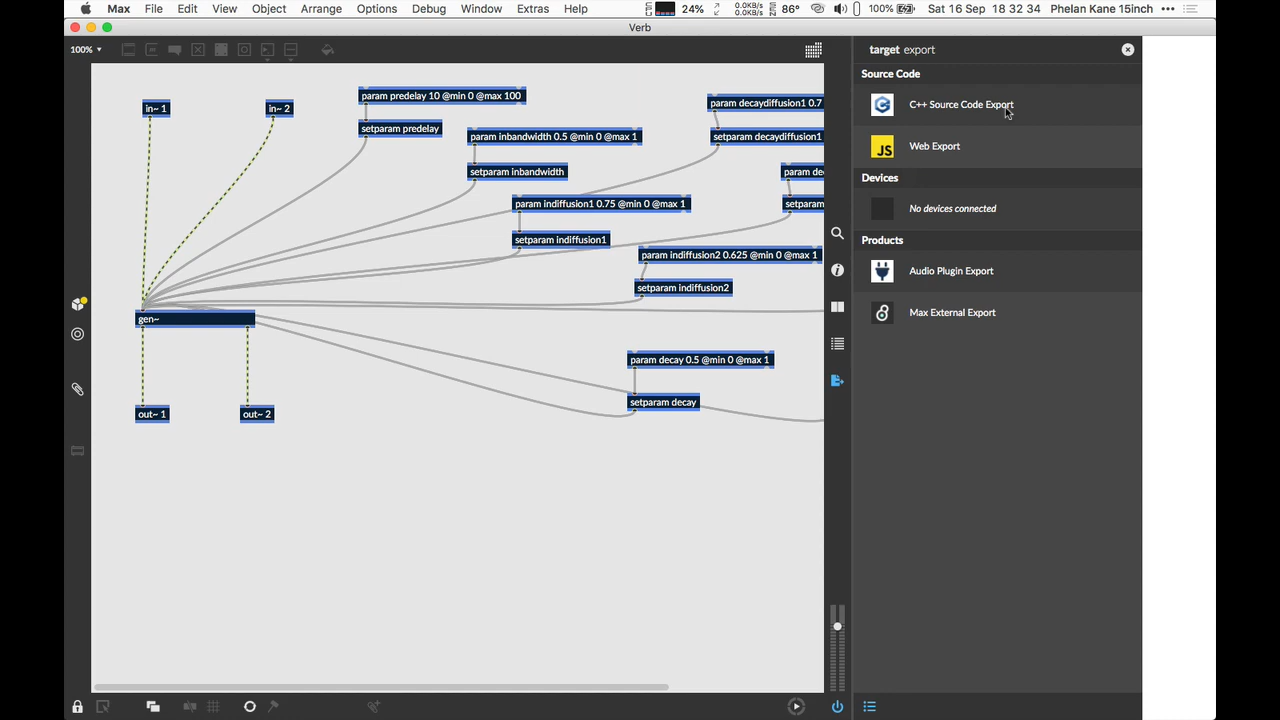 Max File Edit View Object Arrange Options Debug Window Extras Help CPU 24% 0.0KB/s 0.0KB/s 86° 100% Sat 16 Sep 18 32 34 Phelan Kane 15inch
Verb
100%
target export
Source Code
C++ Source Code Export
Web Export
JS
Devices
No devices connected
Products
Audio Plugin Export
Max External Export
in~ 1
in~ 2
param predelay 10 @min 0 @max 100
setparam predelay
param inbandwidth 0.5 @min 0 @max 1
setparam inbandwidth
param decaydiffusion1 0.7
setparam decaydiffusion1
param de
setparam
param indiffusion1 0.75 @min 0 @max 1
setparam indiffusion1
param indiffusion2 0.625 @min 0 @max 1
setparam indiffusion2
gen~
param decay 0.5 @min 0 @max 1
setparam decay
out~ 1
out~ 2